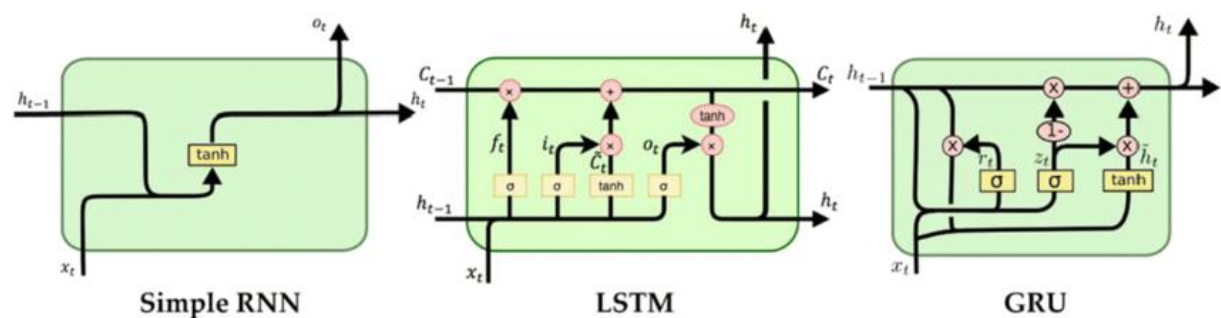 o_t
h_{t-1}
h_t
tanh
x_t
Simple RNN
h_t
C_{t-1}
C_t
×
+
tanh
f_t
i_t
×
C̃_t
o_t
×
σ
σ
tanh
σ
h_{t-1}
h_t
x_t
LSTM
h_t
h_{t-1}
X
+
1-
X
r_t
z_t
X
h̃_t
σ
σ
tanh
x_t
GRU